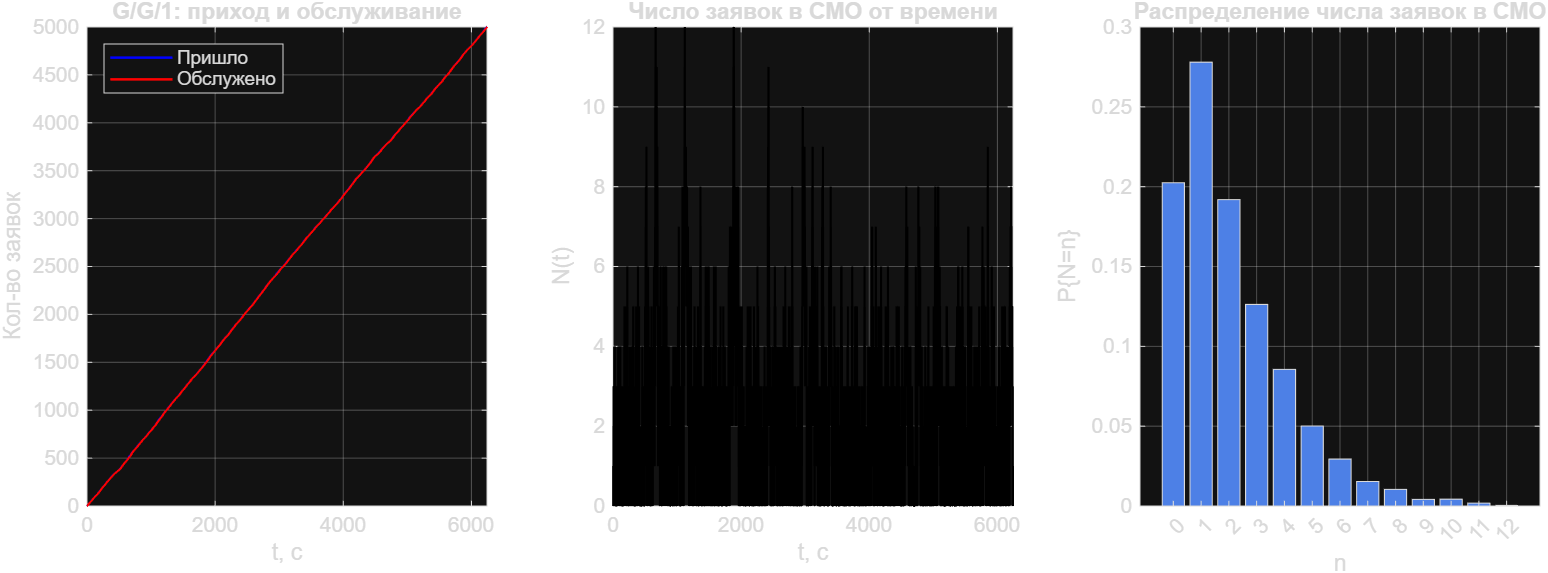 G/G/1: приход и обслуживание
Кол-во заявок
5000
4500
4000
3500
3000
2500
2000
1500
1000
500
0
Пришло
Обслужено
0 2000 4000 6000
t, с
Число заявок в СМО от времени
N(t)
12
10
8
6
4
2
0
0 2000 4000 6000
t, с
Распределение числа заявок в СМО
P{N=n}
0.3
0.25
0.2
0.15
0.1
0.05
0
0 1 2 3 4 5 6 7 8 9 10 11 12
n